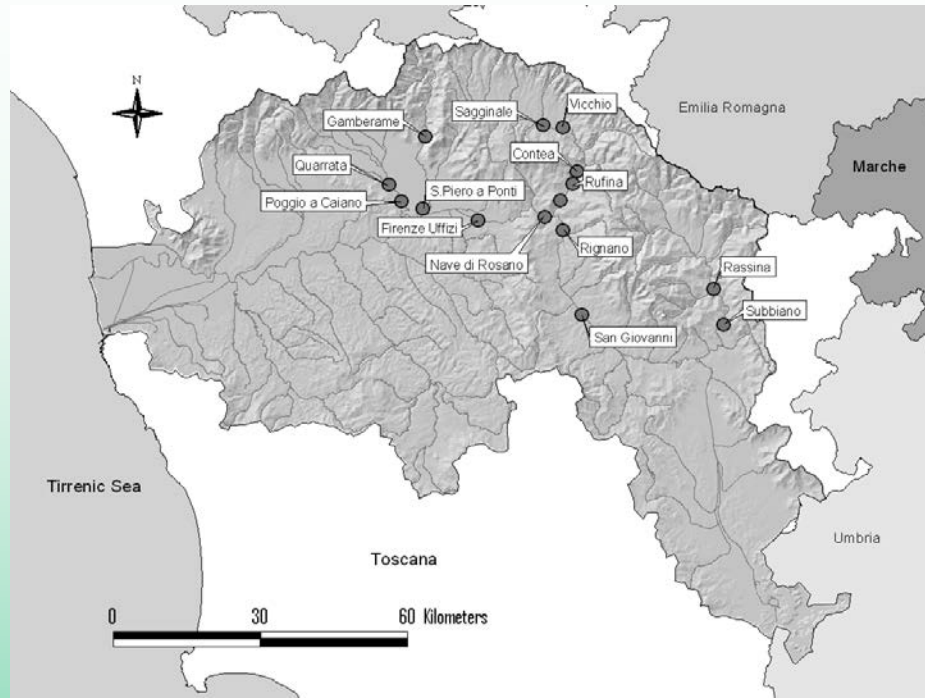 N
Emilia Romagna
Marche
Sagginale
Vicchio
Gamberame
Contea
Quarrata
S.Piero a Ponti
Rufina
Poggio a Caiano
Firenze Uffizi
Rignano
Nave di Rosano
Rassina
Subbiano
San Giovanni
Tirrenic Sea
Umbria
Toscana
0 30 60 Kilometers